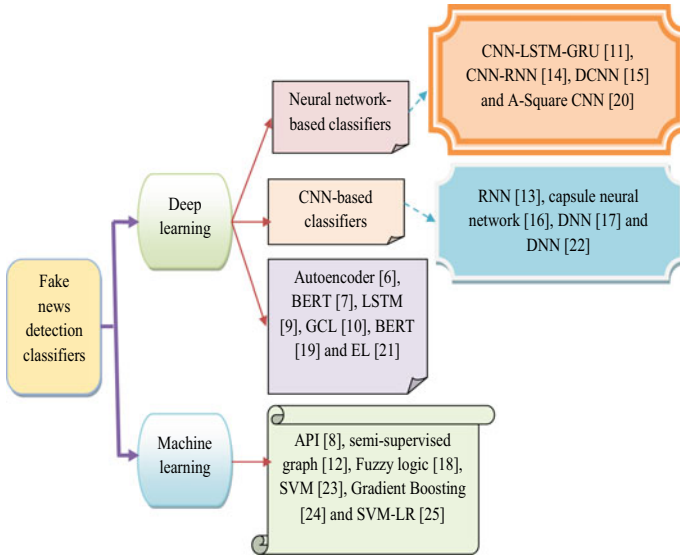 CNN-LSTM-GRU [11],
CNN-RNN [14], DCNN [15]
and A-Square CNN [20]
Neural network-
based classifiers
CNN-based
classifiers
RNN [13], capsule neural
network [16], DNN [17] and
DNN [22]
Deep
learning
Autoencoder [6],
BERT [7], LSTM
[9], GCL [10], BERT
[19] and EL [21]
Fake
news
detection
classifiers
Machine
learning
API [8], semi-supervised
graph [12], Fuzzy logic [18],
SVM [23], Gradient Boosting
[24] and SVM-LR [25]